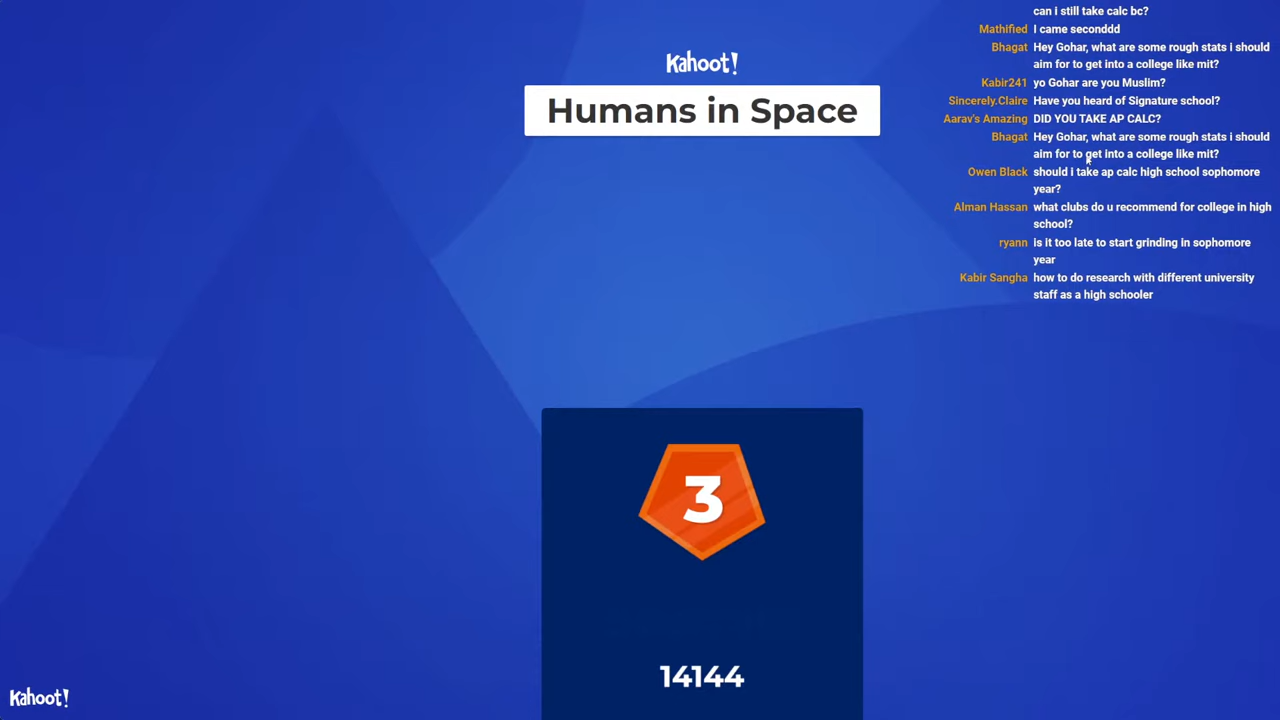 Kahoot!
Humans in Space
can i still take calc bc?
Mathified I came seconddd
Bhagat Hey Gohar, what are some rough stats i should
aim for to get into a college like mit?
Kabir241 yo Gohar are you Muslim?
Sincerely.Claire Have you heard of Signature school?
Aarav's Amazing DID YOU TAKE AP CALC?
Bhagat Hey Gohar, what are some rough stats i should
aim for to get into a college like mit?
Owen Black should i take ap calc high school sophomore
year?
Alman Hassan what clubs do u recommend for college in high
school?
ryann is it too late to start grinding in sophomore
year
Kabir Sangha how to do research with different university
staff as a high schooler
3
14144
Kahoot!